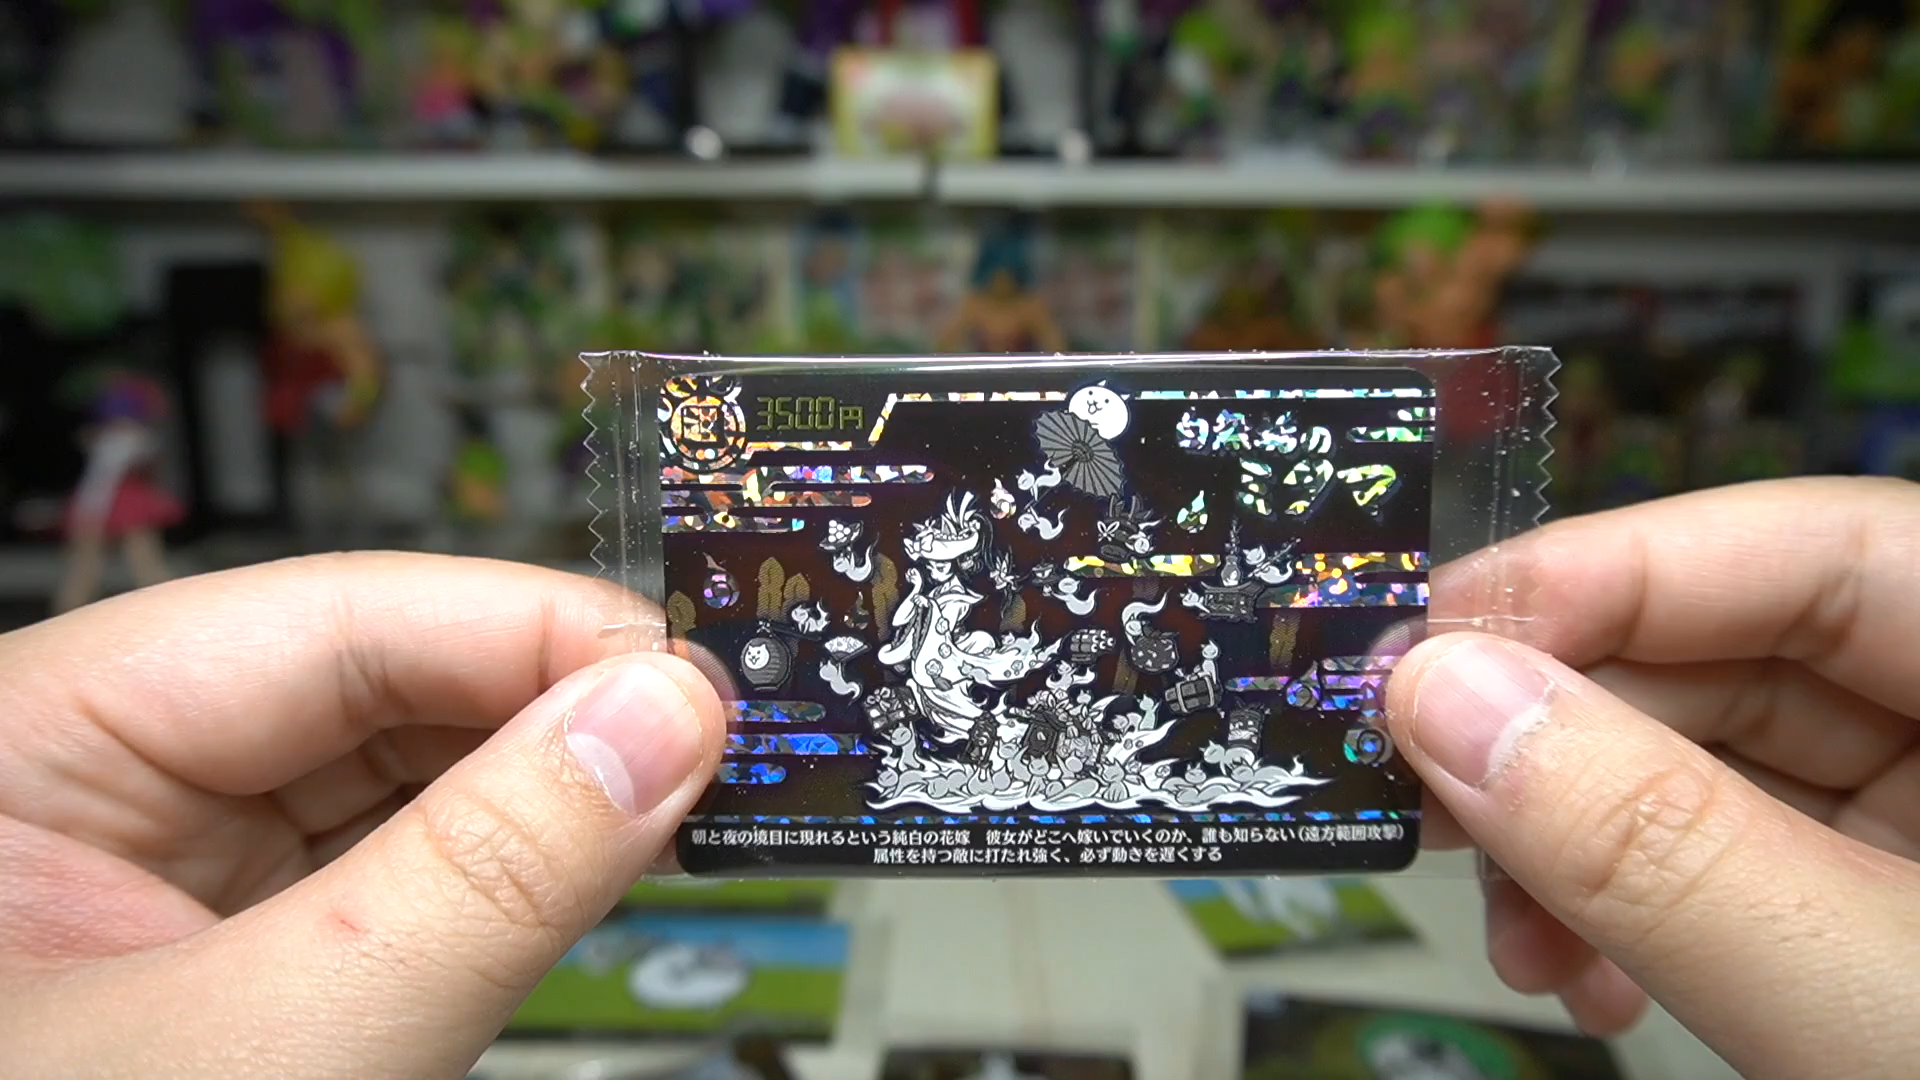 3500円
白無垢の
ミタマ
朝と夜の境目に現れるという純白の花嫁　彼女がどこへ嫁いでいくのか、誰も知らない(遠方範囲攻撃)
属性を持つ敵に打たれ強く、必ず動きを遅くする